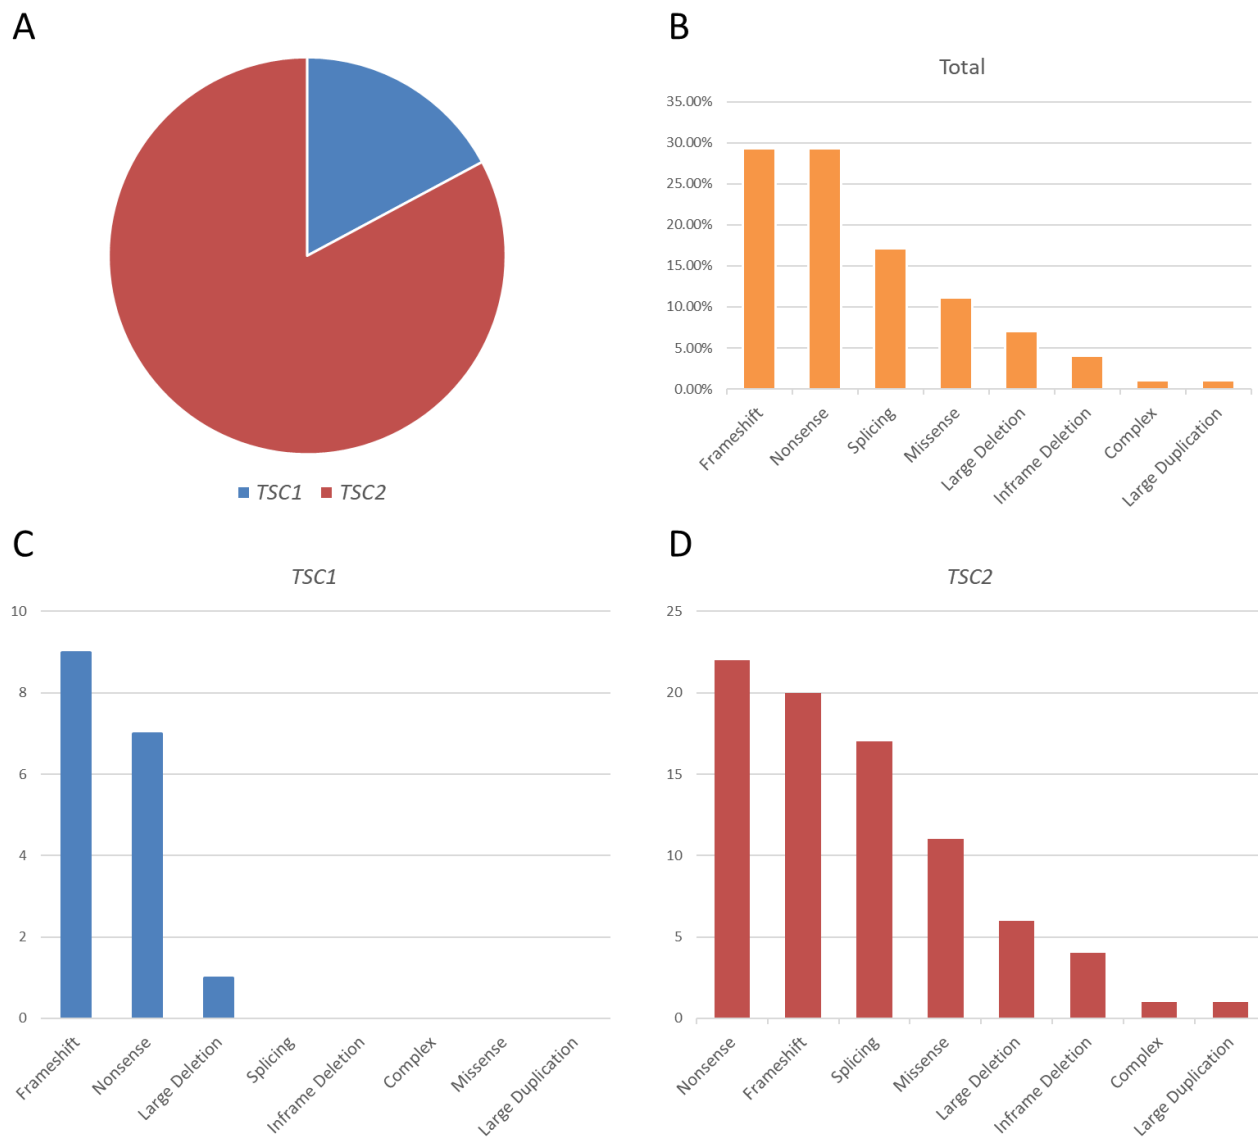 A
TSC1 TSC2
B
Total
35.00%
30.00%
25.00%
20.00%
15.00%
10.00%
5.00%
0.00%
Frameshift
Nonsense
Splicing
Missense
Large Deletion
Inframe Deletion
Complex
Large Duplication
C
TSC1
10
8
6
4
2
0
Frameshift
Nonsense
Large Deletion
Splicing
Inframe Deletion
Complex
Missense
Large Duplication
D
TSC2
25
20
15
10
5
0
Nonsense
Frameshift
Splicing
Missense
Large Deletion
Inframe Deletion
Complex
Large Duplication